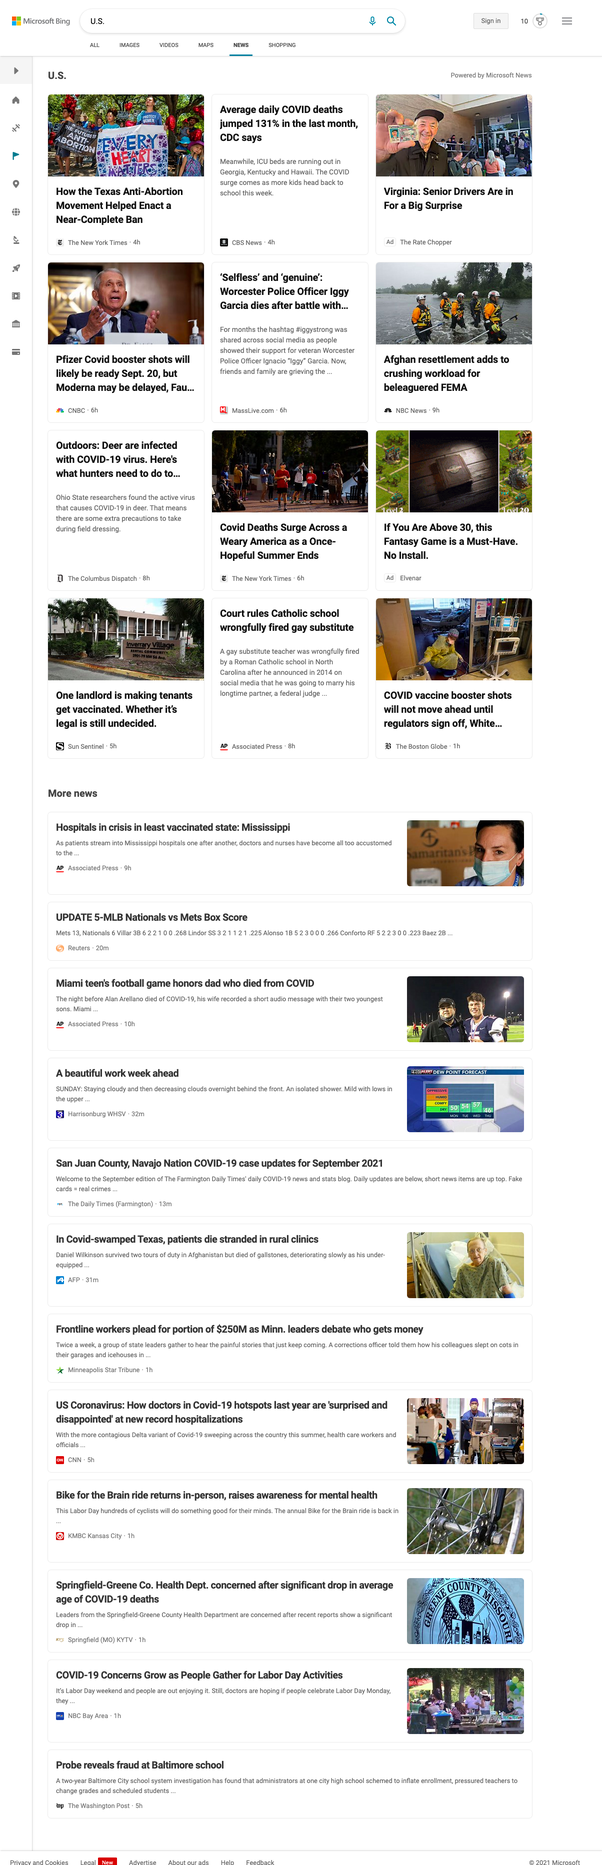 Microsoft Bing
U.S.
Sign in
10
ALL
IMAGES
VIDEOS
MAPS
NEWS
SHOPPING
U.S.
Powered by Microsoft News
ABORTION
EVERY
HEART
MATTERS
How the Texas Anti-Abortion
Movement Helped Enact a
Near-Complete Ban
The New York Times · 4h
Average daily COVID deaths
jumped 131% in the last month,
CDC says
Meanwhile, ICU beds are running out in
Georgia, Kentucky and Hawaii. The COVID
surge comes as more kids head back to
school this week.
CBS News · 4h
Virginia: Senior Drivers Are in
For a Big Surprise
Ad The Rate Chopper
Pfizer Covid booster shots will
likely be ready Sept. 20, but
Moderna may be delayed, Fau...
CNBC · 6h
'Selfless' and 'genuine':
Worcester Police Officer Iggy
Garcia dies after battle with...
For months the hashtag #iggystrong was
shared across social media as people
showed their support for veteran Worcester
Police Officer Ignacio "Iggy" Garcia. Now,
friends and family are grieving the ...
MassLive.com · 6h
Afghan resettlement adds to
crushing workload for
beleaguered FEMA
NBC News · 9h
Outdoors: Deer are infected
with COVID-19 virus. Here's
what hunters need to do to...
Ohio State researchers found the active virus
that causes COVID-19 in deer. That means
there are some extra precautions to take
during field dressing.
The Columbus Dispatch · 8h
Covid Deaths Surge Across a
Weary America as a Once-
Hopeful Summer Ends
The New York Times · 6h
Level 2
Level 20
If You Are Above 30, this
Fantasy Game is a Must-Have.
No Install.
Ad Elvenar
Inverrary Village
One landlord is making tenants
get vaccinated. Whether it's
legal is still undecided.
Sun Sentinel · 5h
Court rules Catholic school
wrongfully fired gay substitute
A gay substitute teacher was wrongfully fired
by a Roman Catholic school in North
Carolina after he announced in 2014 on
social media that he was going to marry his
longtime partner, a federal judge ...
AP Associated Press · 8h
COVID vaccine booster shots
will not move ahead until
regulators sign off, White...
B The Boston Globe · 1h
More news
Hospitals in crisis in least vaccinated state: Mississippi
As patients stream into Mississippi hospitals one after another, doctors and nurses have become all too accustomed
to the ...
AP Associated Press · 9h
Samaritan's
UPDATE 5-MLB Nationals vs Mets Box Score
Mets 13, Nationals 6 Villar 3B 6 2 2 1 0 0 .268 Lindor SS 3 2 1 1 2 1 .225 Alonso 1B 5 2 3 0 0 0 .266 Conforto RF 5 2 2 3 0 0 .223 Baez 2B ...
Reuters · 20m
Miami teen's football game honors dad who died from COVID
The night before Alan Arellano died of COVID-19, his wife recorded a short audio message with their two youngest
sons. Miami ...
AP Associated Press · 10h
A beautiful work week ahead
SUNDAY: Staying cloudy and then decreasing clouds overnight behind the front. An isolated shower. Mild with lows in
the upper ...
3 Harrisonburg WHSV · 32m
DEW POINT FORECAST
San Juan County, Navajo Nation COVID-19 case updates for September 2021
Welcome to the September edition of The Farmington Daily Times' daily COVID-19 news and stats blog. Daily updates are below, short news items are up top. Fake
cards = real crimes ...
The Daily Times (Farmington) · 13m
In Covid-swamped Texas, patients die stranded in rural clinics
Daniel Wilkinson survived two tours of duty in Afghanistan but died of gallstones, deteriorating slowly as his under-
equipped ...
AFP · 31m
Frontline workers plead for portion of $250M as Minn. leaders debate who gets money
Twice a week, a group of state leaders gather to hear the painful stories that just keep coming. A corrections officer told them how his colleagues slept on cots in
their garages and icehouses in ...
Minneapolis Star Tribune · 1h
US Coronavirus: How doctors in Covid-19 hotspots last year are 'surprised and
disappointed' at new record hospitalizations
With the more contagious Delta variant of Covid-19 sweeping across the country this summer, health care workers and
officials ...
CNN CNN · 5h
Bike for the Brain ride returns in-person, raises awareness for mental health
This Labor Day hundreds of cyclists will do something good for their minds. The annual Bike for the Brain ride is back in
...
KMBC Kansas City · 1h
Springfield-Greene Co. Health Dept. concerned after significant drop in average
age of COVID-19 deaths
Leaders from the Springfield-Greene County Health Department are concerned after recent reports show a significant
drop in ...
Springfield (MO) KYTV · 1h
GREENE COUNTY MISSOURI
COVID-19 Concerns Grow as People Gather for Labor Day Activities
It's Labor Day weekend and people are out enjoying it. Still, doctors are hoping if people celebrate Labor Day Monday,
they ...
NBC Bay Area · 1h
Probe reveals fraud at Baltimore school
A two-year Baltimore City school system investigation has found that administrators at one city high school schemed to inflate enrollment, pressured teachers to
change grades and scheduled students ...
wp The Washington Post · 5h
Privacy and Cookies
Legal New
Advertise
About our ads
Help
Feedback
© 2021 Microsoft